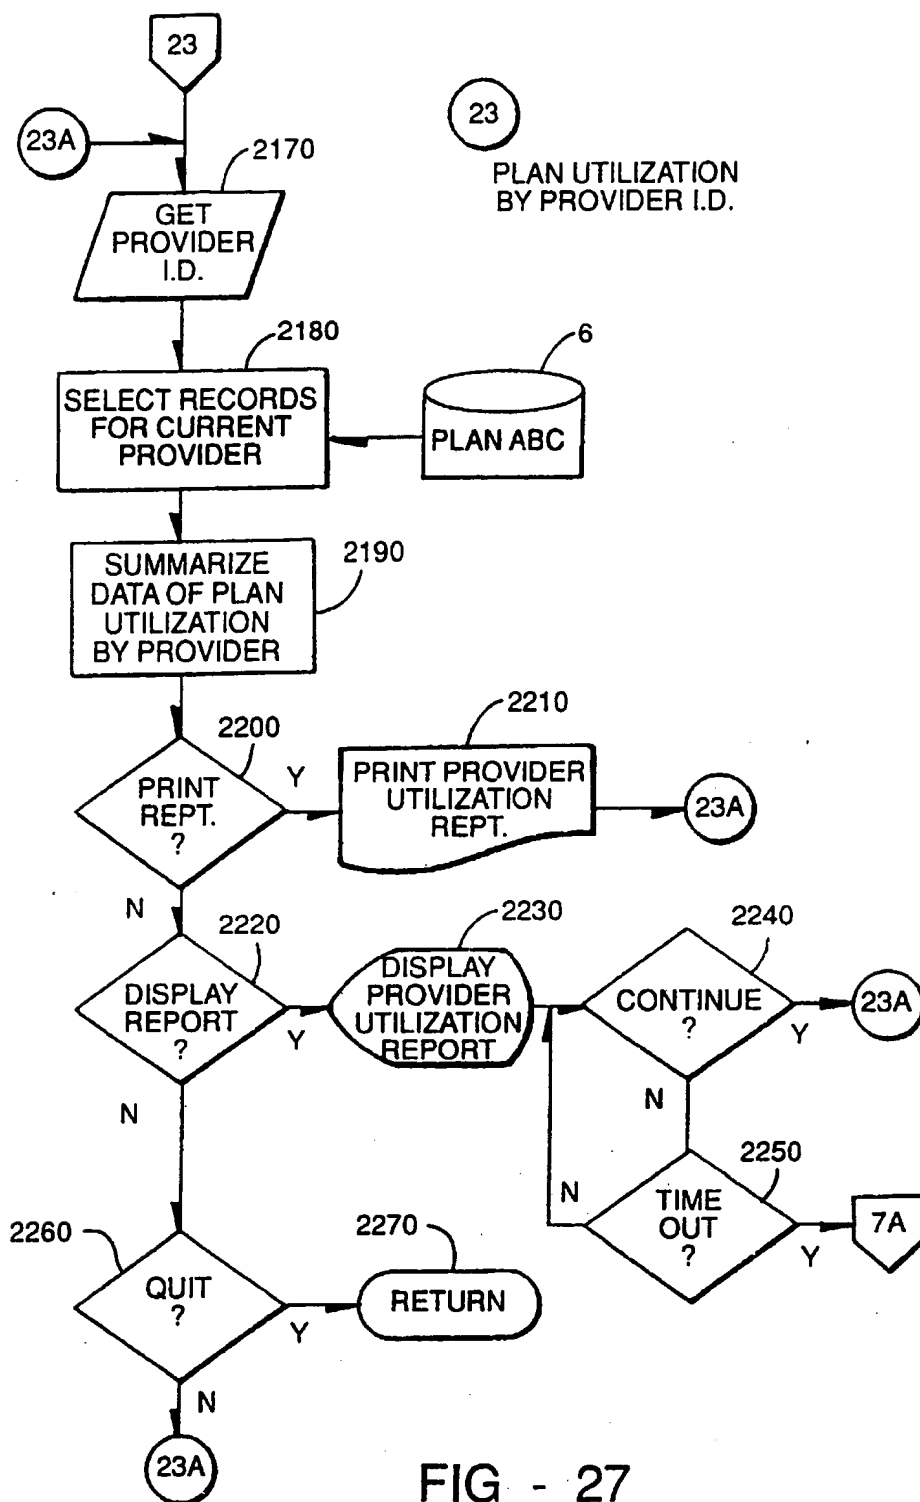 23
23A
23
PLAN UTILIZATION
BY PROVIDER I.D.
2170
GET
PROVIDER
I.D.
2180
SELECT RECORDS
FOR CURRENT
PROVIDER
6
PLAN ABC
2190
SUMMARIZE
DATA OF PLAN
UTILIZATION
BY PROVIDER
2200
PRINT
REPT.
?
Y
2210
PRINT PROVIDER
UTILIZATION
REPT.
23A
N
2220
DISPLAY
REPORT
?
Y
2230
DISPLAY
PROVIDER
UTILIZATION
REPORT
2240
CONTINUE
?
Y
23A
N
N
2250
TIME
OUT
?
N
Y
7A
2260
QUIT
?
Y
2270
RETURN
N
23A
FIG - 27